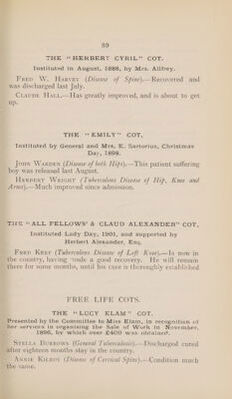 89
THE "HERBERT CYRIL" COT.
Instituted in August, 1888, by Mrs. Allfrey.
FRED W. HARVEY (Disease of Spine).—Recovered and
was discharged last July.
CLAUDE HALL.—Has greatly improved, and is about to get
up.
THE "EMILY" COT,
Instituted by General and Mrs. E. Sartorius, Christmas
Day, 1898.
JOHN WARDEN (Disease of both Hips).—This patient suffering
boy was released last August.
HERBERT WRIGHT (Tuberculous Disease of Hip, Knee and
Arms).—Much improved since admission.
THE "ALL FELLOWS' & CLAUD ALEXANDER" COT,
Instituted Lady Day, 1901, and supported by
Herbert Alexander, Esq.
FRED KEEF (Tuberculous Disease of Left Knee).—Is now in
the country, having made a good recovery. He will remain
there for some months, until his cure is thoroughly established
FREE LIFE COTS.
THE "LUCY ELAM" COT.
Presented by the Committee to Miss Elam, in recognition of
her services in organising the Sale of Work in November,
1896, by which over £400 was obtained.
STELLA BURROWS (General Tuberculosis).—Discharged cured
after eighteen months stay in the country.
ANNIE KILBOY (Disease of Cervical Spine).—Condition much
the same.